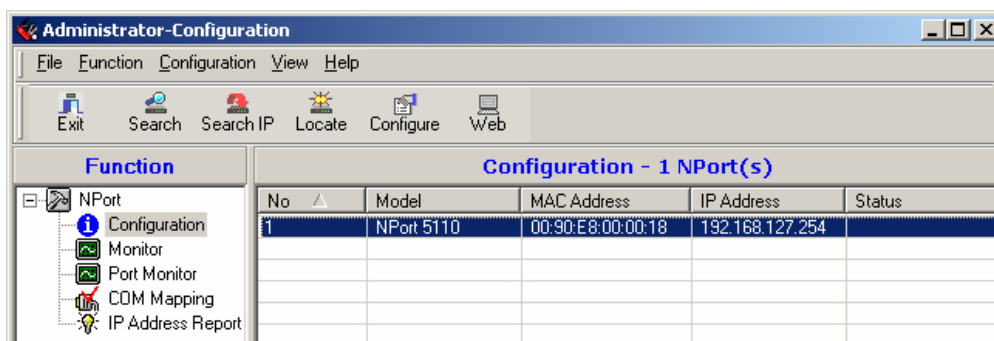 Administrator-Configuration
File Function Configuration View Help
Exit Search Search IP Locate Configure Web
Function
Configuration - 1 NPort(s)
NPort
Configuration
Monitor
Port Monitor
COM Mapping
IP Address Report
No Model MAC Address IP Address Status
1 NPort 5110 00:90:E8:00:00:18 192.168.127.254